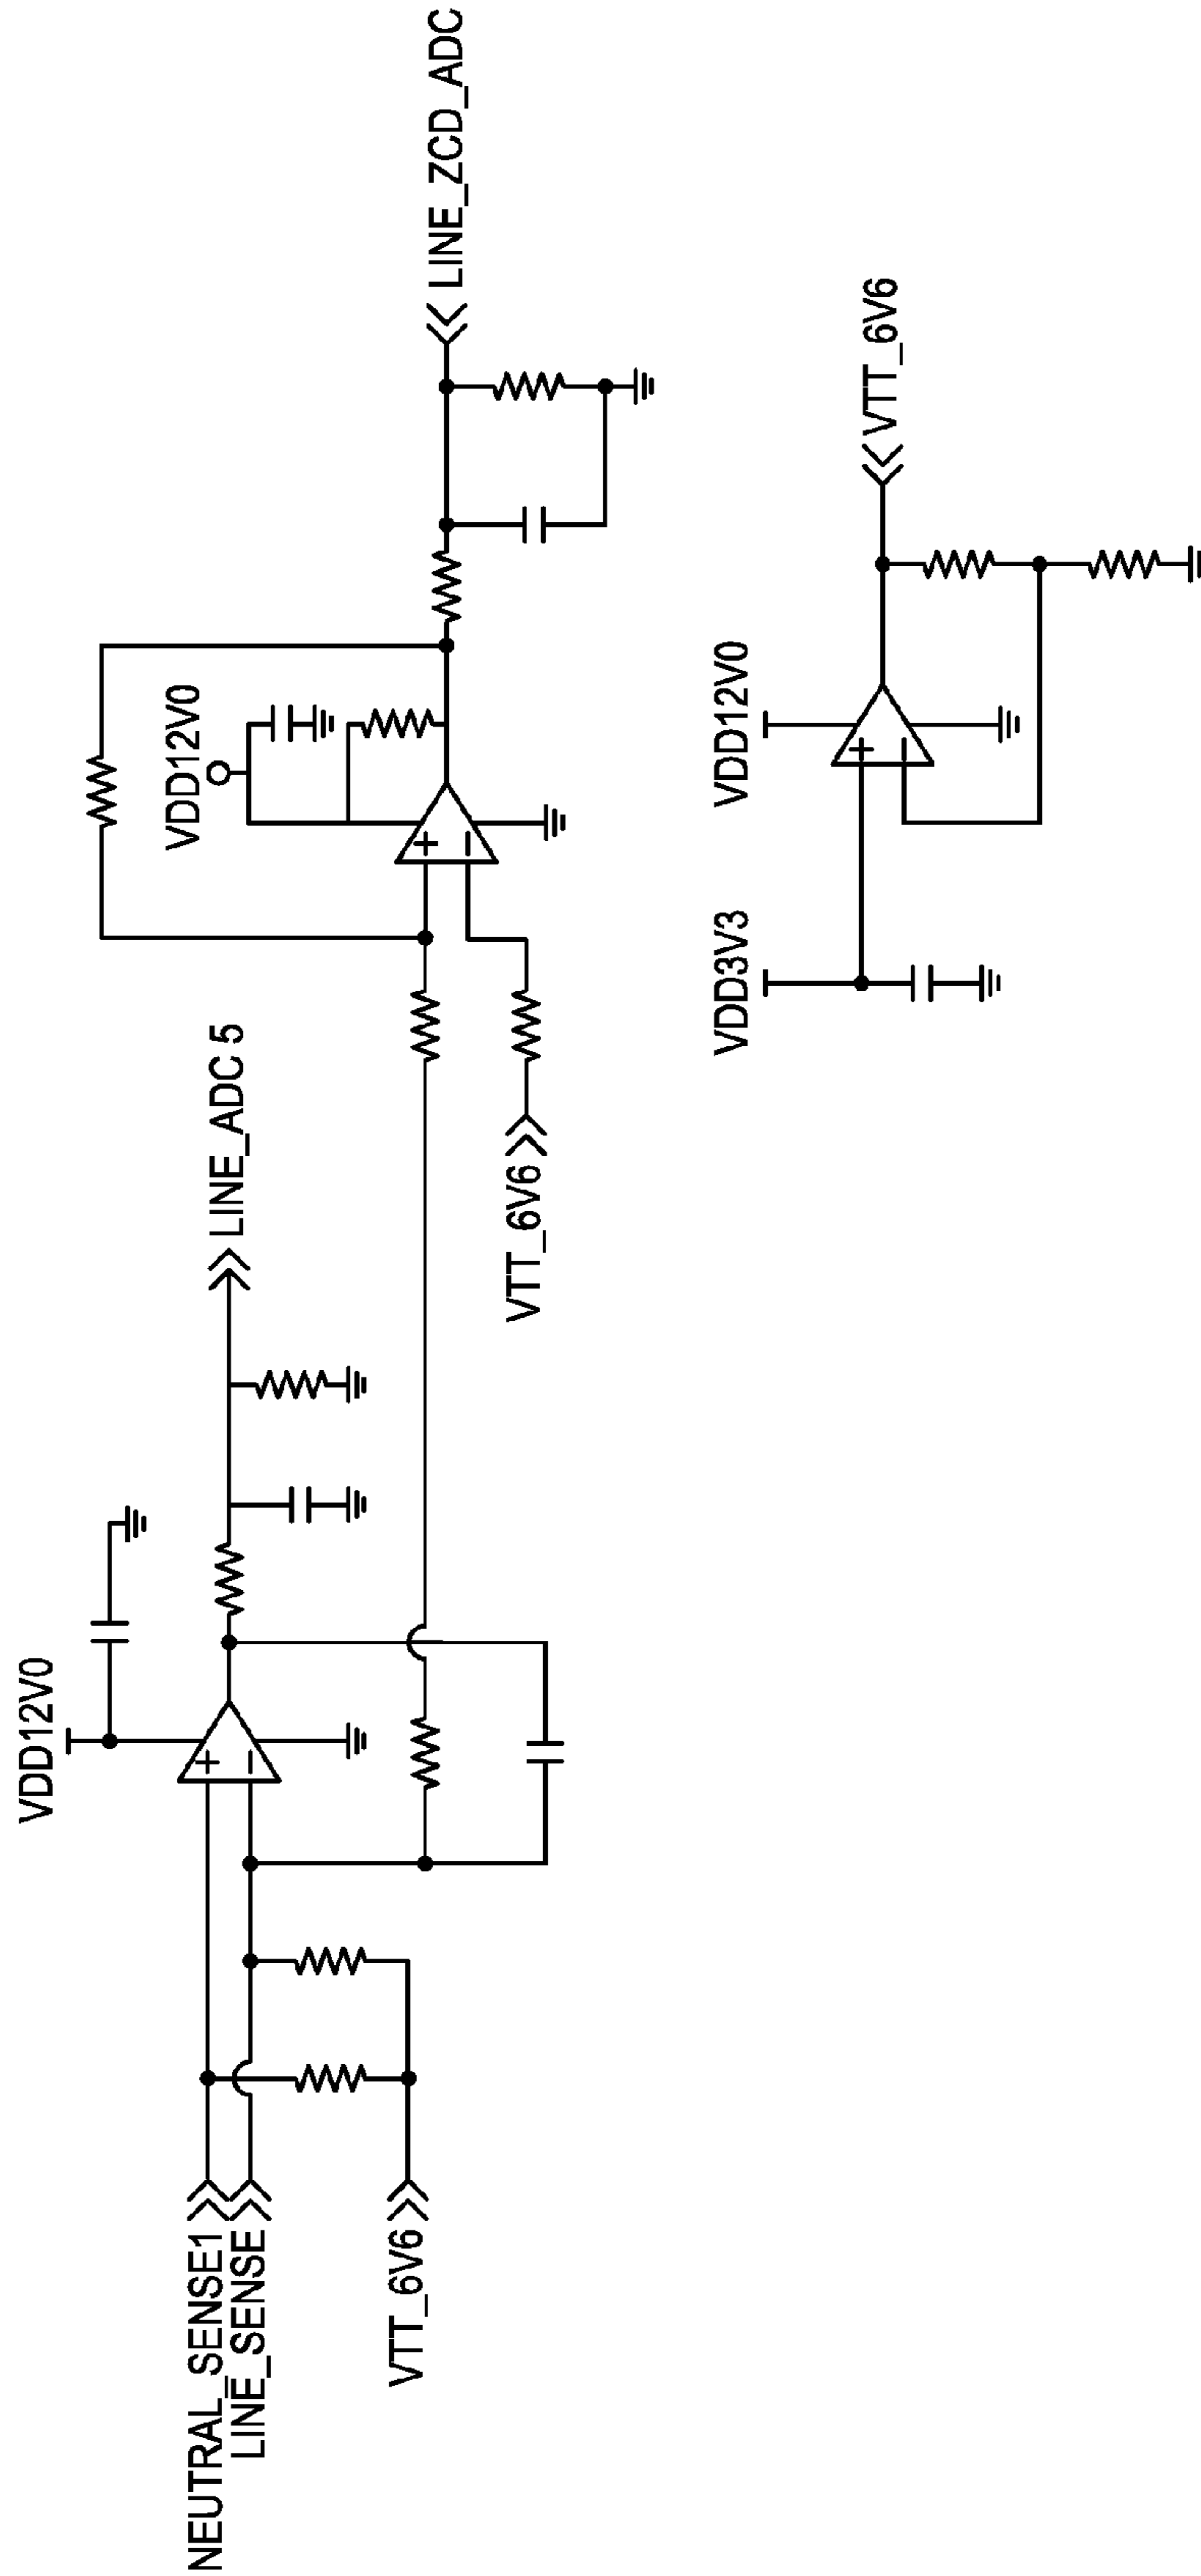 NEUTRAL_SENSE1
LINE_SENSE
VTT_6V6
VDD12V0
+
−
LINE_ADC 5
VTT_6V6
VDD12V0
+
−
LINE_ZCD_ADC
VDD3V3
VDD12V0
+
−
VTT_6V6